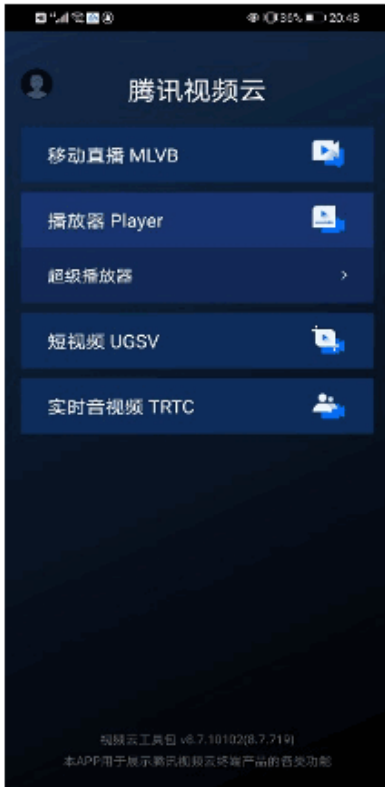 36% 20:48
腾讯视频云
移动直播 MLVB
播放器 Player
超级播放器
短视频 UGSV
实时音视频 TRTC
视频云工具包 v8.7.10102(8.7.719)
本APP用于展示腾讯视频云终端产品的各类功能